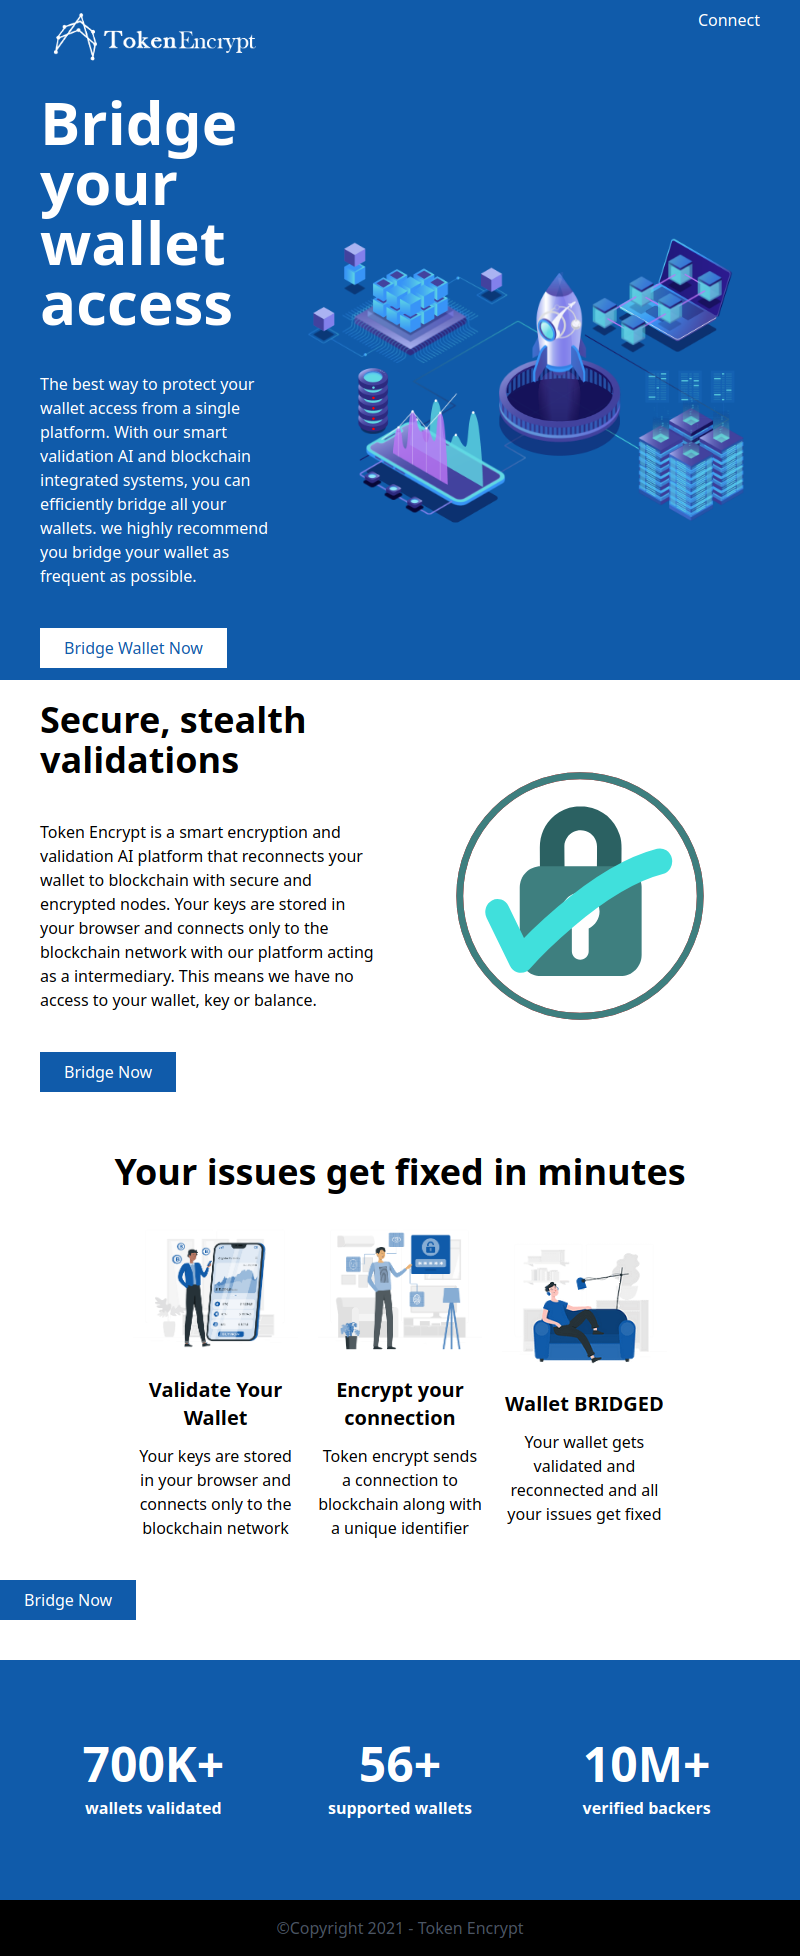 Token Encrypt
Connect
Bridge
your
wallet
access
The best way to protect your
wallet access from a single
platform. With our smart
validation AI and blockchain
integrated systems, you can
efficiently bridge all your
wallets. we highly recommend
you bridge your wallet as
frequent as possible.
Bridge Wallet Now
Secure, stealth
validations
Token Encrypt is a smart encryption and
validation AI platform that reconnects your
wallet to blockchain with secure and
encrypted nodes. Your keys are stored in
your browser and connects only to the
blockchain network with our platform acting
as a intermediary. This means we have no
access to your wallet, key or balance.
Bridge Now
Your issues get fixed in minutes
Validate Your
Wallet
Your keys are stored
in your browser and
connects only to the
blockchain network
Encrypt your
connection
Token encrypt sends
a connection to
blockchain along with
a unique identifier
Wallet BRIDGED
Your wallet gets
validated and
reconnected and all
your issues get fixed
Bridge Now
700K+
wallets validated
56+
supported wallets
10M+
verified backers
©Copyright 2021 - Token Encrypt